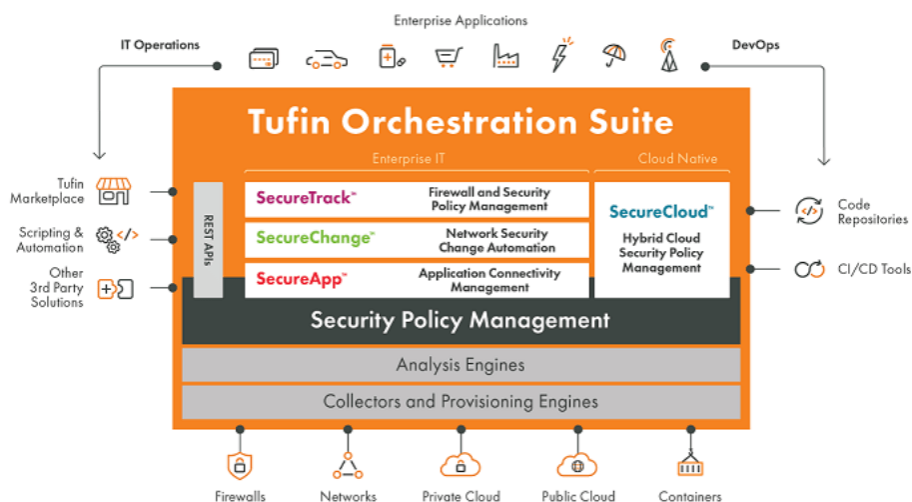 Enterprise Applications
IT Operations
DevOps
Tufin Orchestration Suite
Enterprise IT
Cloud Native
Tufin
Marketplace
Scripting &
Automation
Other
3rd Party
Solutions
REST APIs
SecureTrack™
Firewall and Security
Policy Management
SecureChange™
Network Security
Change Automation
SecureApp™
Application Connectivity
Management
SecureCloud™
Hybrid Cloud
Security Policy
Management
Code
Repositories
CI/CD Tools
Security Policy Management
Analysis Engines
Collectors and Provisioning Engines
Firewalls
Networks
Private Cloud
Public Cloud
Containers